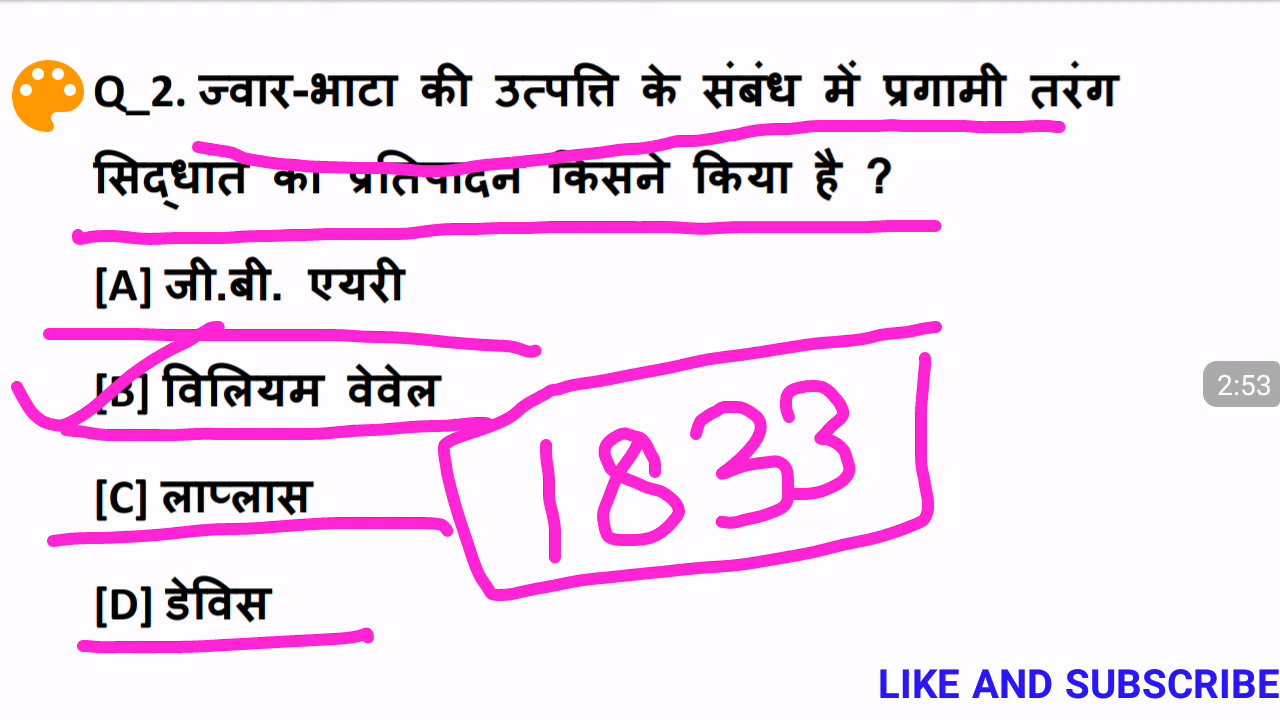 Q_2. ज्वार-भाटा की उत्पत्ति के संबंध में प्रगामी तरंग
सिद्धात का प्रतिपादन किसने किया है ?
[A] जी.बी. एयरी
[B] विलियम वेवेल
1833
2:53
[C] लाप्लास
[D] डेविस
LIKE AND SUBSCRIBE